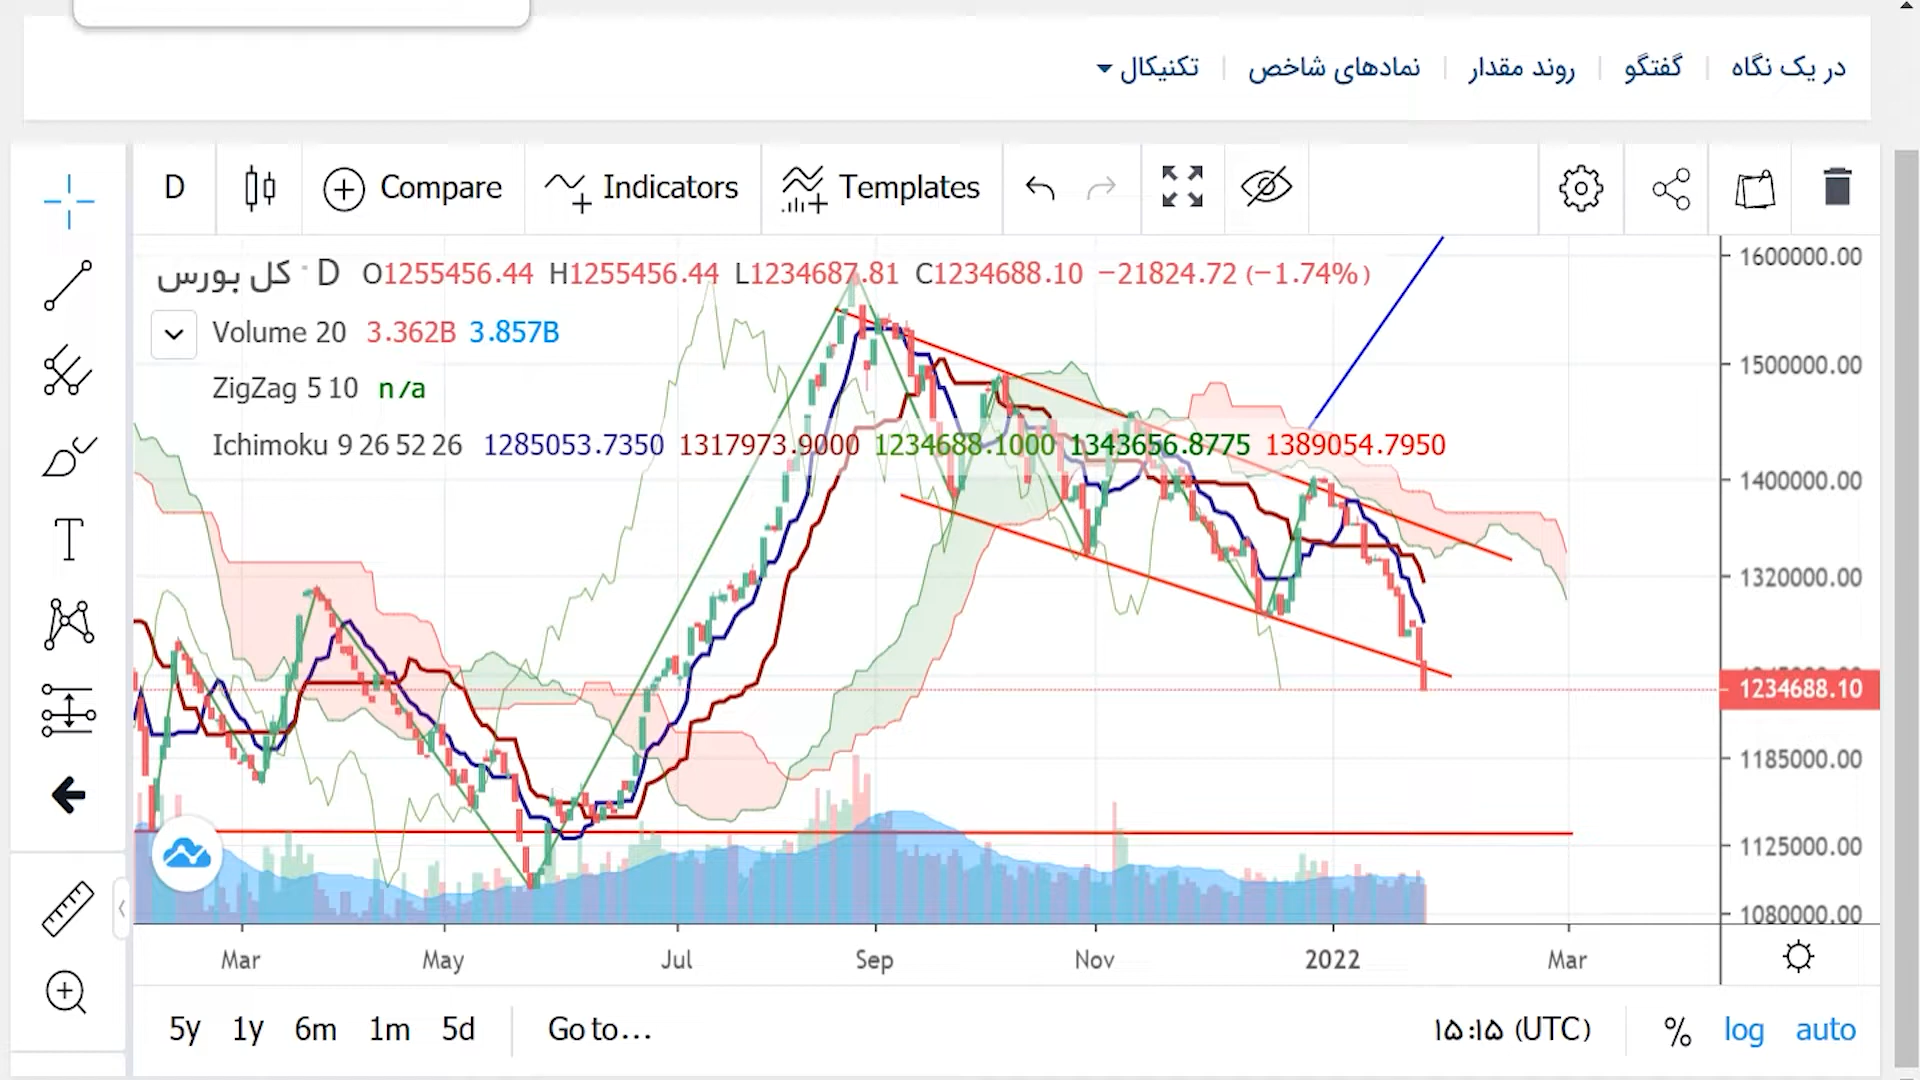 در یک نگاه | گفتگو | روند مقدار | نمادهای شاخص | تکنیکال
D Compare Indicators Templates
کل بورس · D O1255456.44 H1255456.44 L1234687.81 C1234688.10 −21824.72 (−1.74%)
Volume 20 3.362B 3.857B
ZigZag 5 10 n/a
Ichimoku 9 26 52 26 1285053.7350 1317973.9000 1234688.1000 1343656.8775 1389054.7950
1600000.00
1500000.00
1400000.00
1320000.00
1234688.10
1185000.00
1125000.00
1080000.00
Mar May Jul Sep Nov 2022 Mar
5y 1y 6m 1m 5d Go to... ۱۵:۱۵ (UTC) % log auto